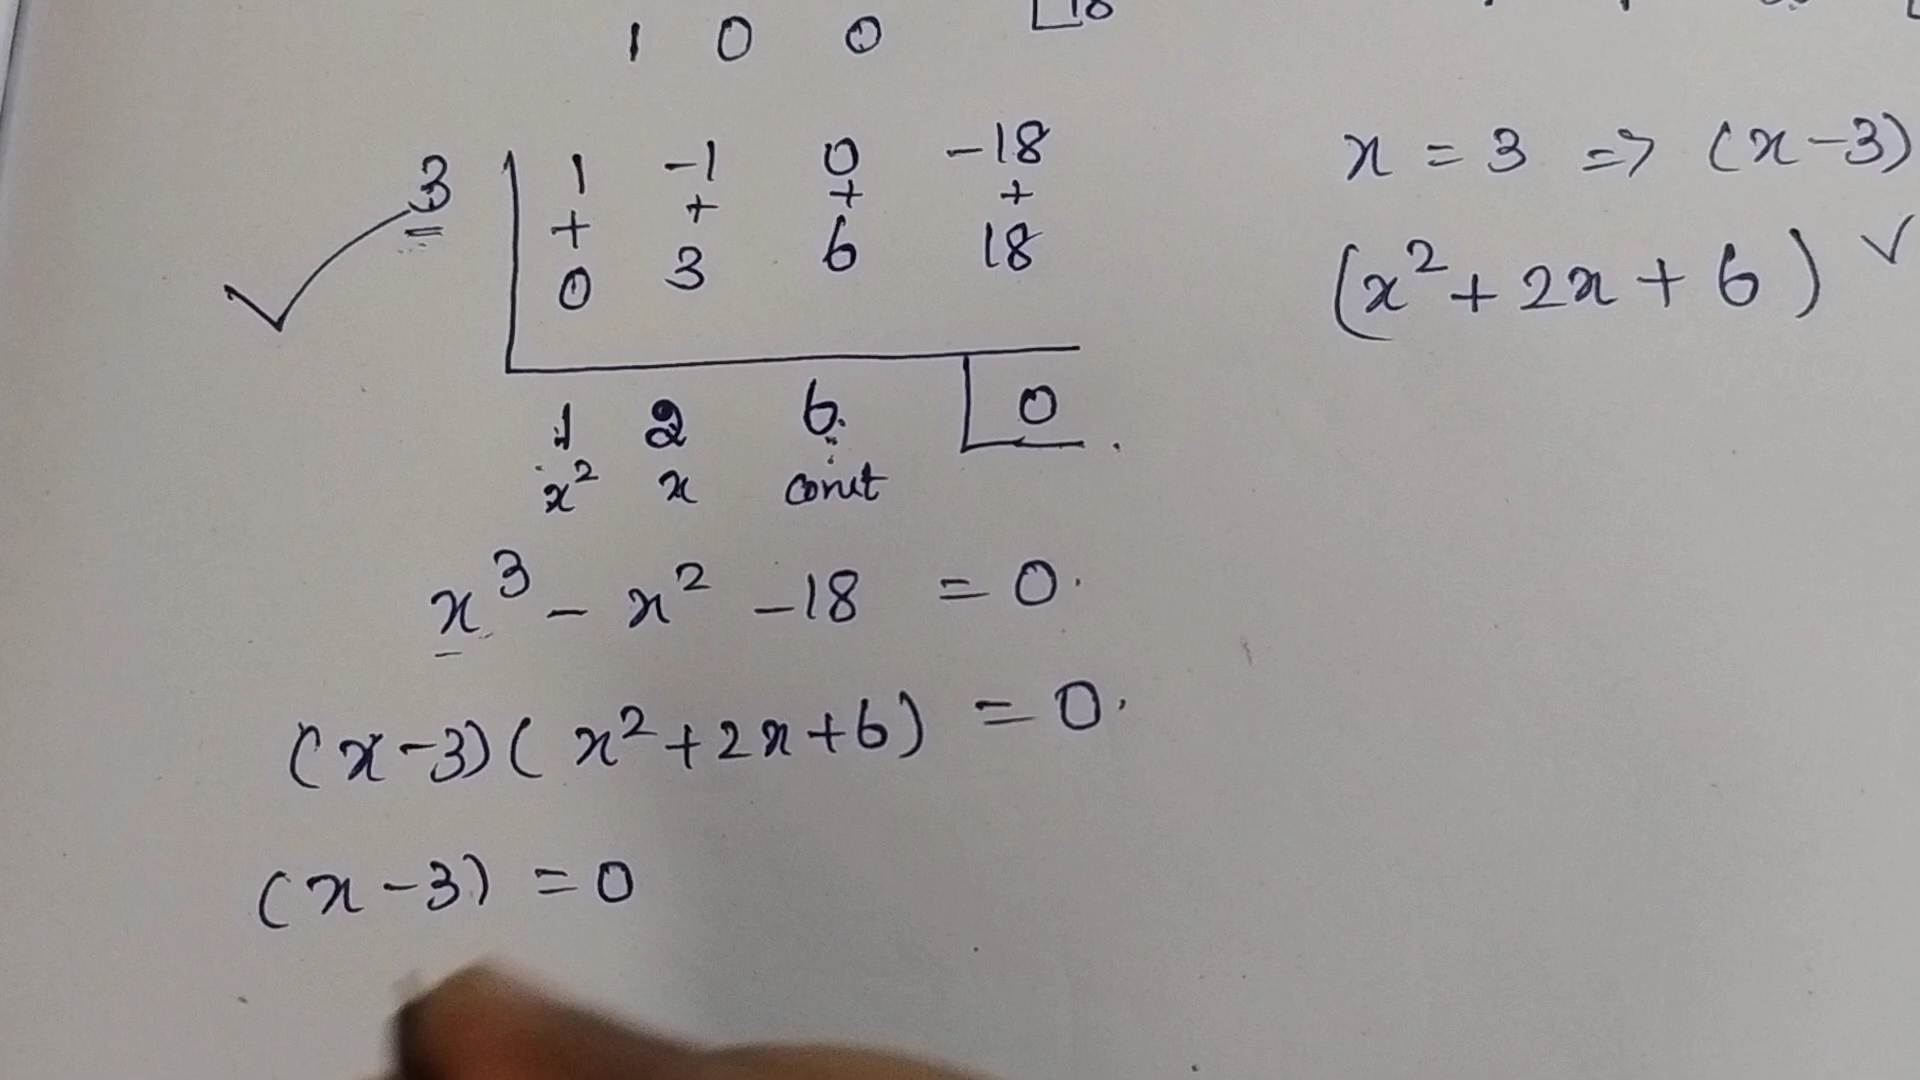 1 0 0 18
3 | 1 -1 0 -18
+ + + +
0 3 6 18
1 2 6. 0
x² x const
x³ - x² - 18 = 0.
(x-3)(x²+2x+6) = 0.
(x-3) = 0
x = 3 => (x-3)
(x²+2x+6) ✓